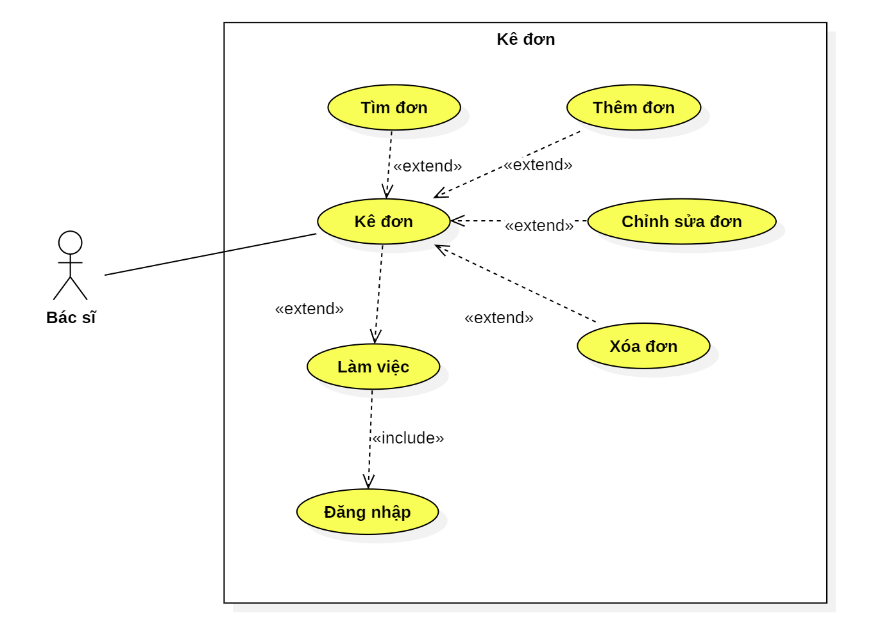 Kê đơn
Tìm đơn
Thêm đơn
«extend»
«extend»
Kê đơn
«extend»
Chỉnh sửa đơn
Bác sĩ
«extend»
«extend»
Xóa đơn
Làm việc
«include»
Đăng nhập